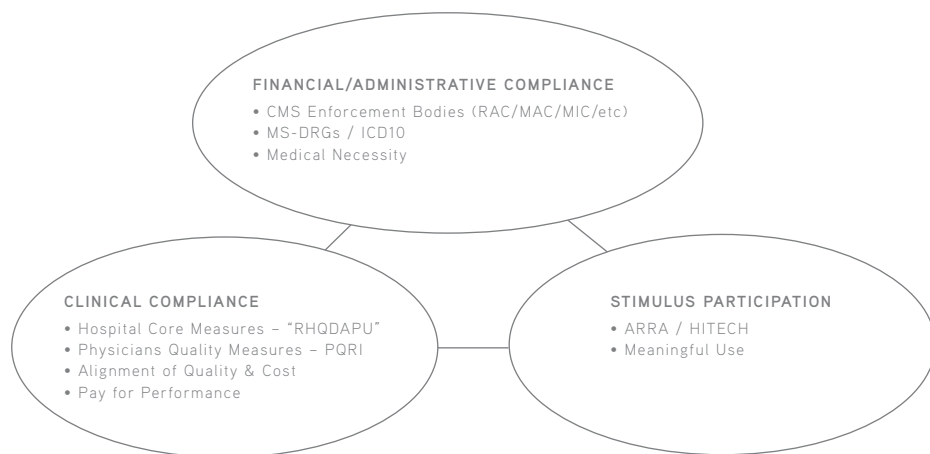 FINANCIAL/ADMINISTRATIVE COMPLIANCE
• CMS Enforcement Bodies (RAC/MAC/MIC/etc)
• MS-DRGs / ICD10
• Medical Necessity
CLINICAL COMPLIANCE
• Hospital Core Measures – “RHQDAPU”
• Physicians Quality Measures – PQRI
• Alignment of Quality & Cost
• Pay for Performance
STIMULUS PARTICIPATION
• ARRA / HITECH
• Meaningful Use